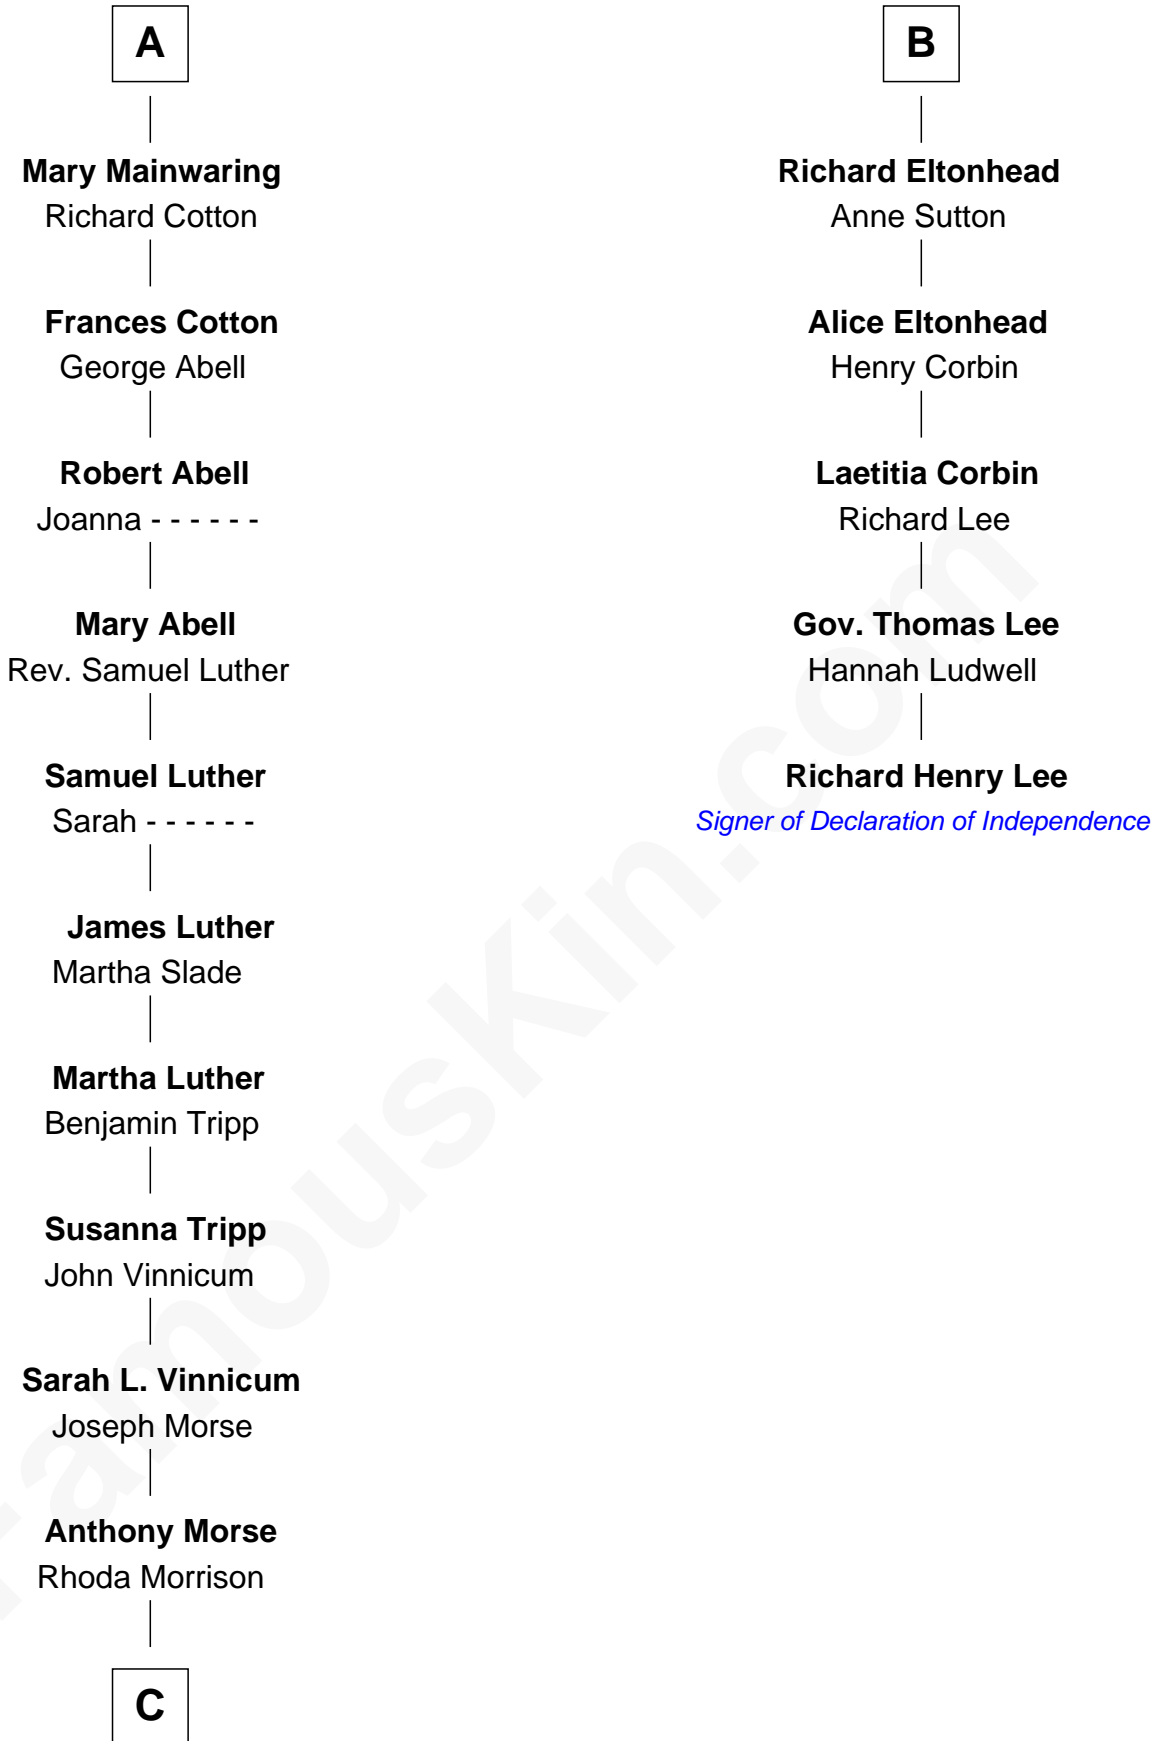 A
Mary Mainwaring
Richard Cotton
Frances Cotton
George Abell
Robert Abell
Joanna - - - - - -
Mary Abell
Rev. Samuel Luther
Samuel Luther
Sarah - - - - - -
James Luther
Martha Slade
Martha Luther
Benjamin Tripp
Susanna Tripp
John Vinnicum
Sarah L. Vinnicum
Joseph Morse
Anthony Morse
Rhoda Morrison
C
B
Richard Eltonhead
Anne Sutton
Alice Eltonhead
Henry Corbin
Laetitia Corbin
Richard Lee
Gov. Thomas Lee
Hannah Ludwell
Richard Henry Lee
Signer of Declaration of Independence
FamousKin.com